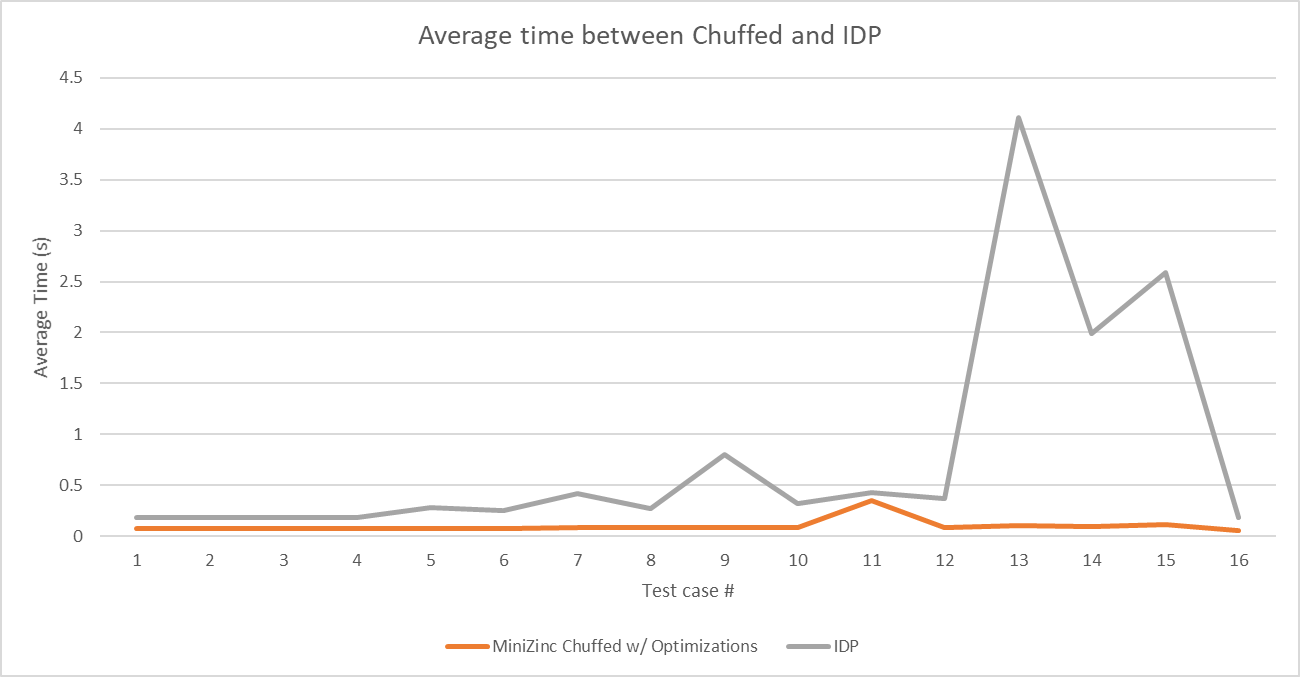 Average time between Chuffed and IDP
4.5
4
3.5
3
2.5
2
1.5
1
0.5
0
Average Time (s)
1 2 3 4 5 6 7 8 9 10 11 12 13 14 15 16
Test case #
MiniZinc Chuffed w/ Optimizations IDP